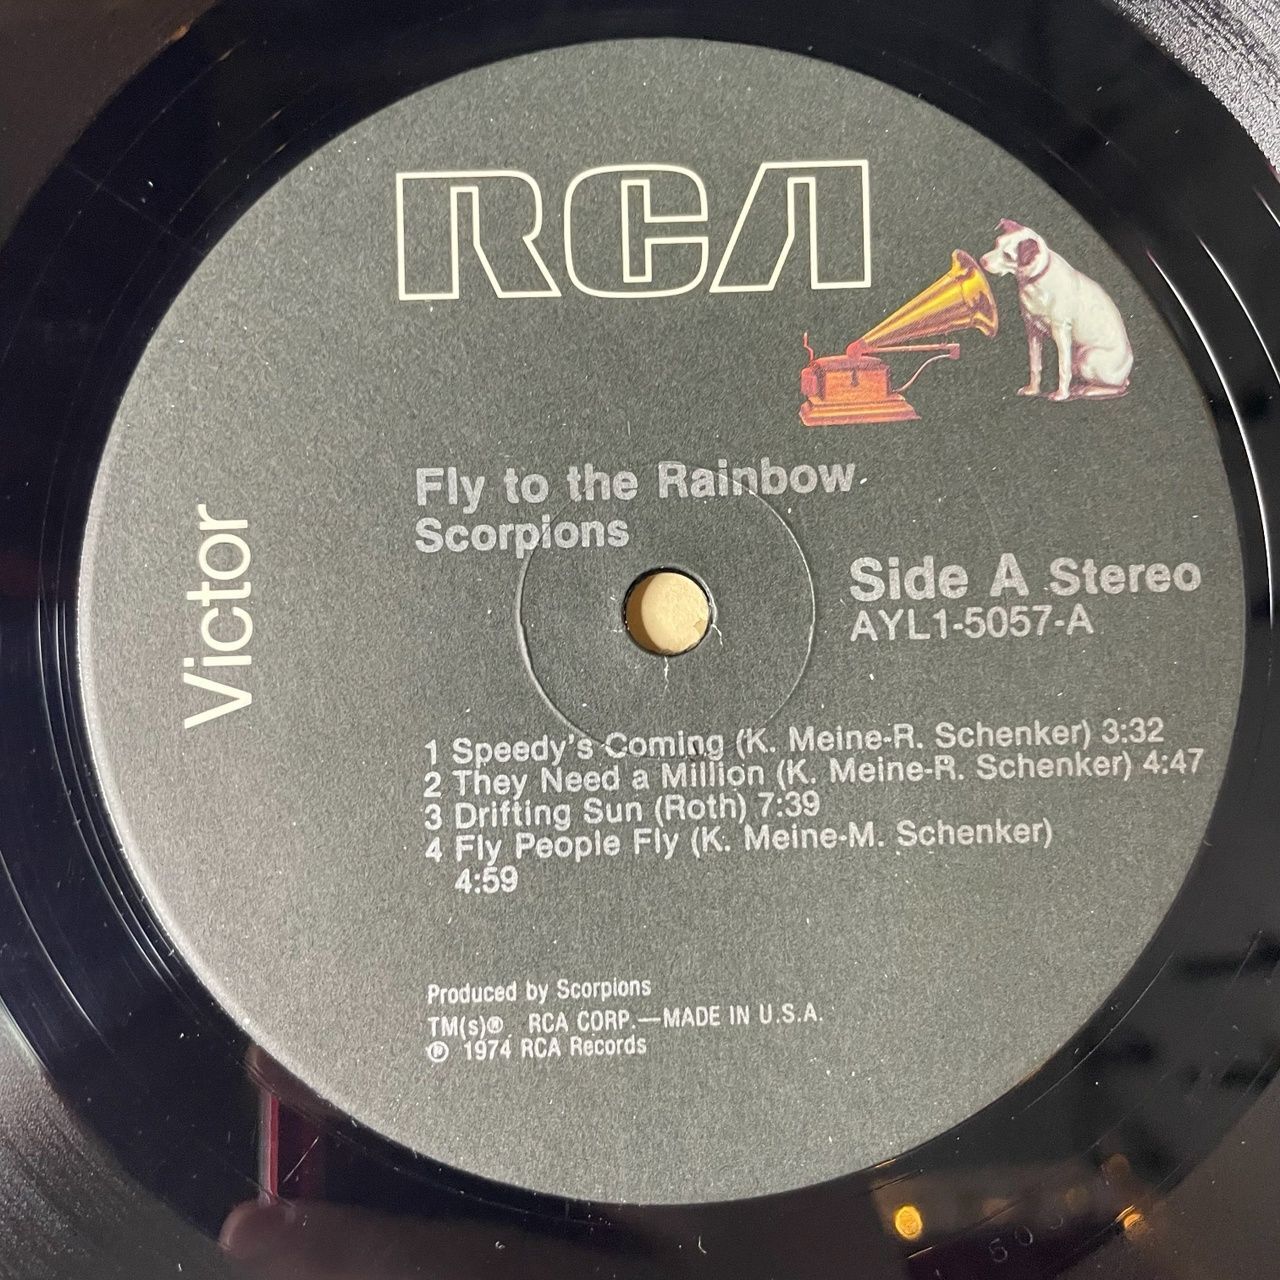 RCA
Victor
Fly to the Rainbow
Scorpions
Side A Stereo
AYL1-5057-A
1 Speedy's Coming (K. Meine-R. Schenker) 3:32
2 They Need a Million (K. Meine-R. Schenker) 4:47
3 Drifting Sun (Roth) 7:39
4 Fly People Fly (K. Meine-M. Schenker)
4:59
Produced by Scorpions
TM(s)® RCA CORP.—MADE IN U.S.A.
℗ 1974 RCA Records